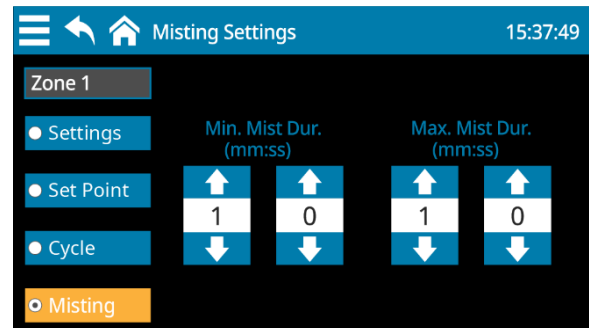 Misting Settings 15:37:49
Zone 1
Settings
Set Point
Cycle
Misting
Min. Mist Dur.
(mm:ss)
1 0
Max. Mist Dur.
(mm:ss)
1 0